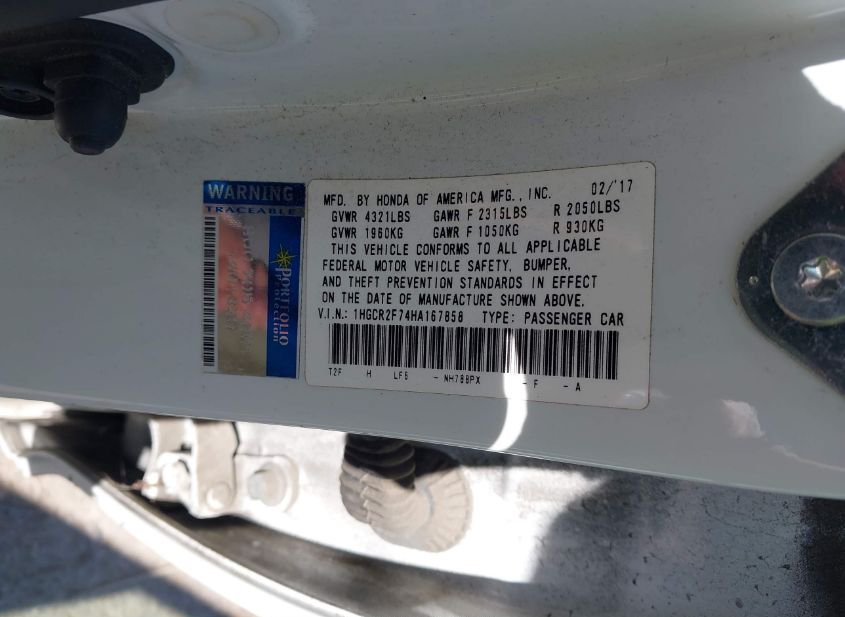 WARNING
TRACEABLE
PORTFOLIO
Protection
MFD. BY HONDA OF AMERICA MFG., INC. 02/'17
GVWR 4321LBS GAWR F 2315LBS R 2050LBS
GVWR 1960KG GAWR F 1050KG R 930KG
THIS VEHICLE CONFORMS TO ALL APPLICABLE
FEDERAL MOTOR VEHICLE SAFETY, BUMPER,
AND THEFT PREVENTION STANDARDS IN EFFECT
ON THE DATE OF MANUFACTURE SHOWN ABOVE.
V.I.N.: 1HGCR2F74HA167858 TYPE: PASSENGER CAR
T2F H LFB - NH788PX - F - A